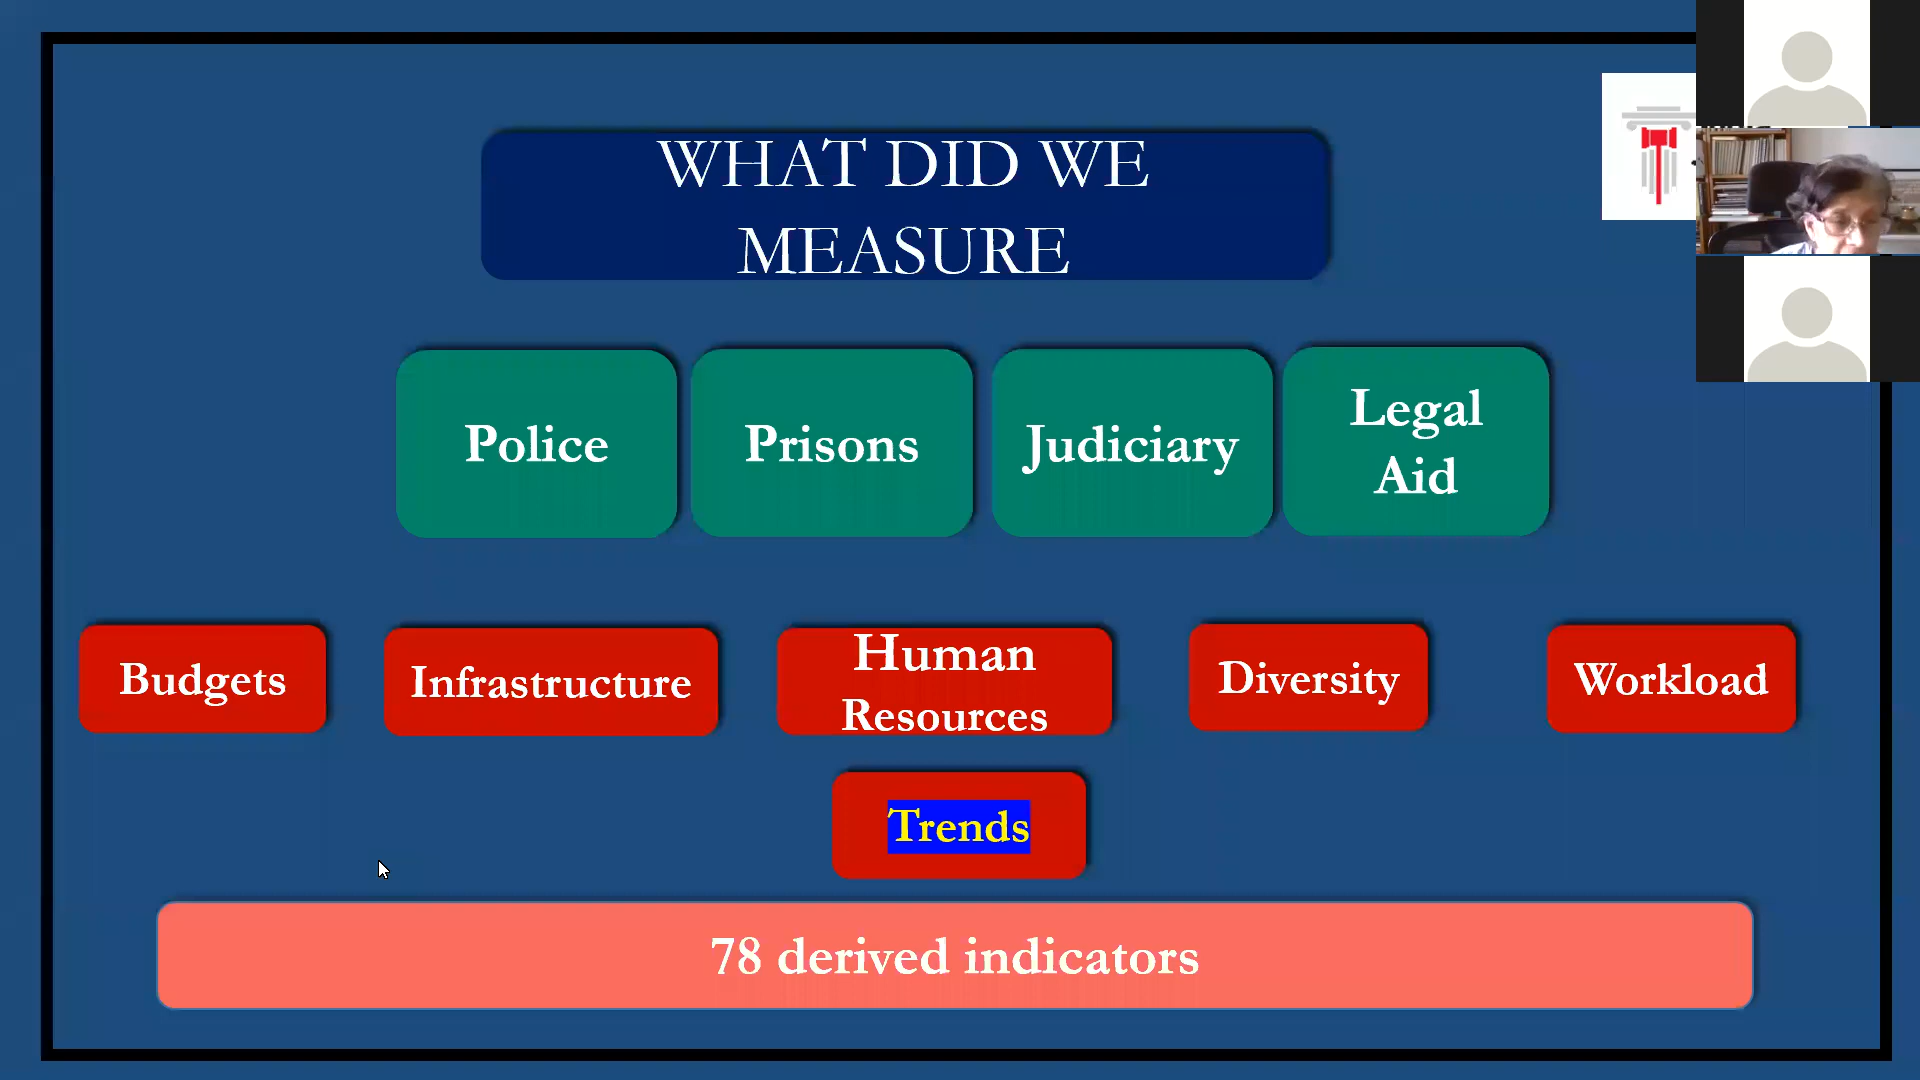 WHAT DID WE
MEASURE
Police
Prisons
Judiciary
Legal
Aid
Budgets
Infrastructure
Human
Resources
Diversity
Workload
Trends
78 derived indicators